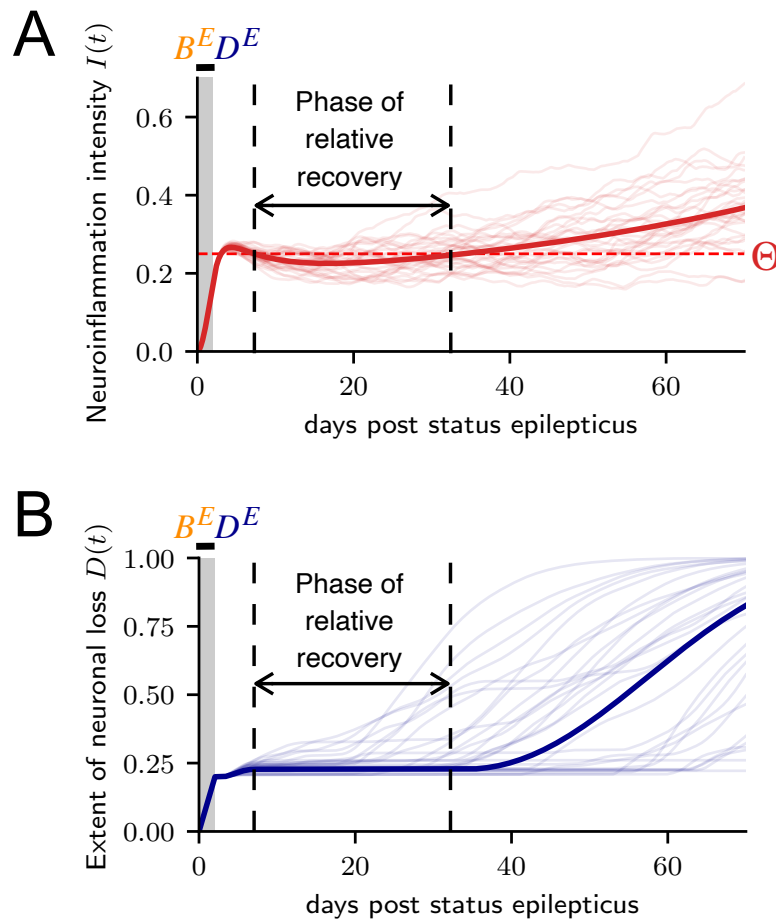 A
B^E D^E
Neuroinflammation intensity I(t)
Phase of
relative
recovery
0.6
0.4
0.2
0.0
Θ
0
20
40
60
days post status epilepticus
B
B^E D^E
Extent of neuronal loss D(t)
Phase of
relative
recovery
1.00
0.75
0.50
0.25
0.00
0
20
40
60
days post status epilepticus